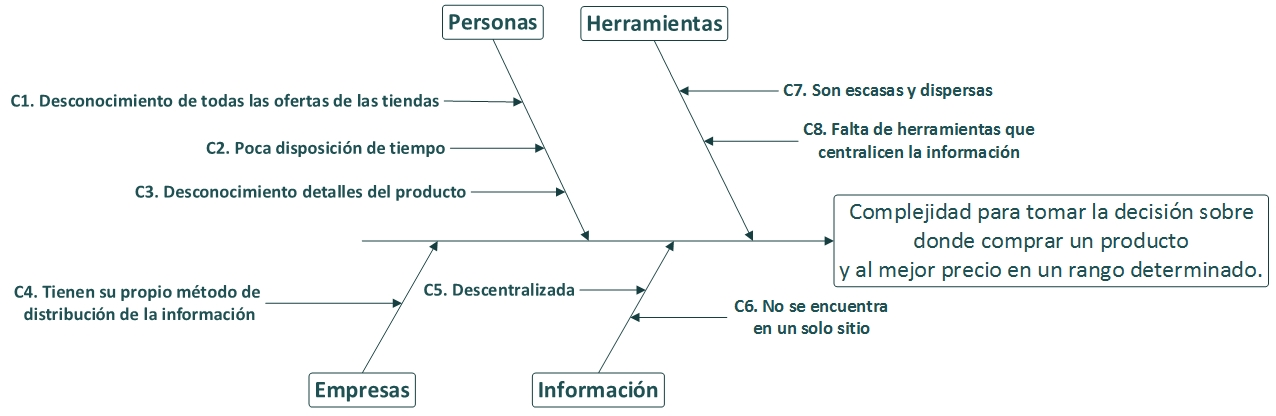 Personas
Herramientas
C1. Desconocimiento de todas las ofertas de las tiendas
C7. Son escasas y dispersas
C2. Poca disposición de tiempo
C8. Falta de herramientas que
centralicen la información
C3. Desconocimiento detalles del producto
Complejidad para tomar la decisión sobre
donde comprar un producto
y al mejor precio en un rango determinado.
C4. Tienen su propio método de
distribución de la información
C5. Descentralizada
C6. No se encuentra
en un solo sitio
Empresas
Información